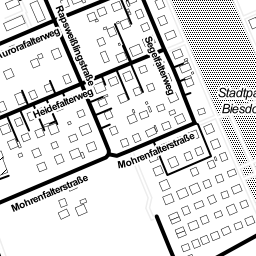 Aurorafalterweg
Rapsweißlingstraße
Segelfalterweg
Heidefalterweg
Stadtpa
Biesdo
Mohrenfalterstraße
Mohrenfalterstraße